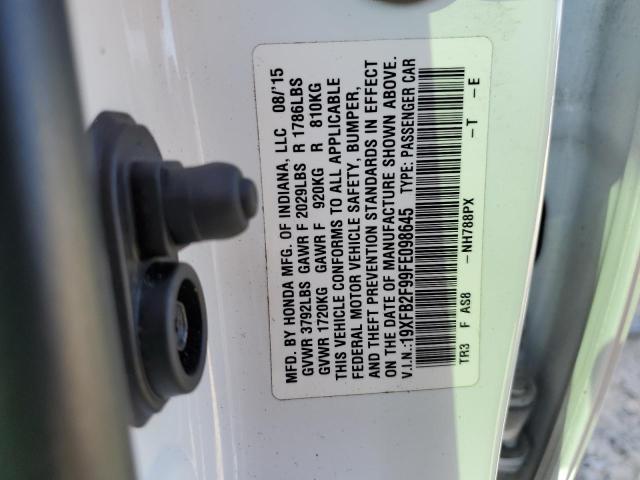 MFD. BY HONDA MFG. OF INDIANA, LLC 08/'15
GVWR 3792LBS GAWR F 2029LBS R 1786LBS
GVWR 1720KG GAWR F 920KG R 810KG
THIS VEHICLE CONFORMS TO ALL APPLICABLE
FEDERAL MOTOR VEHICLE SAFETY, BUMPER,
AND THEFT PREVENTION STANDARDS IN EFFECT
ON THE DATE OF MANUFACTURE SHOWN ABOVE.
V.I.N.:19XFB2F99FE098645 TYPE: PASSENGER CAR
TR3 F AS8 -NH788PX -T -E